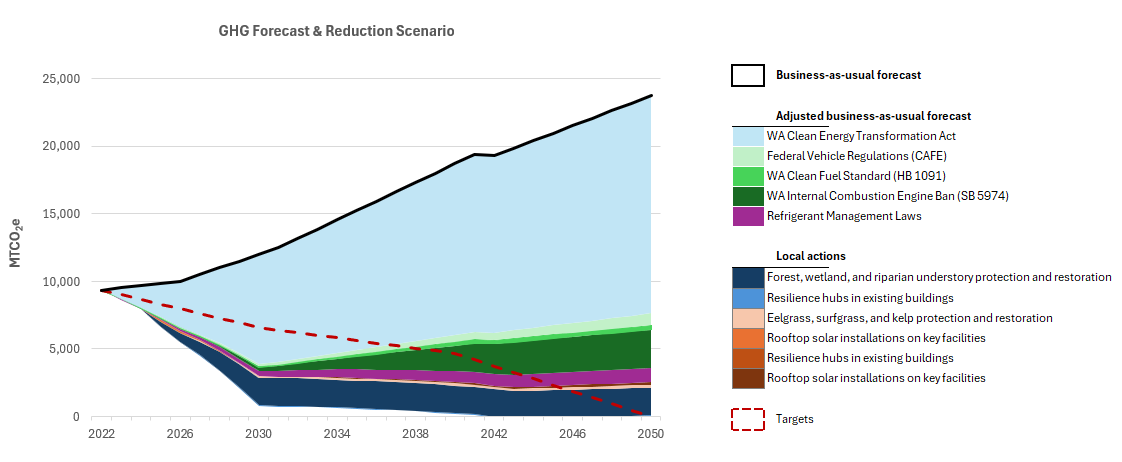 GHG Forecast & Reduction Scenario
25,000
20,000
15,000
10,000
5,000
0
MTCO2e
2022 2026 2030 2034 2038 2042 2046 2050
Business-as-usual forecast
Adjusted business-as-usual forecast
WA Clean Energy Transformation Act
Federal Vehicle Regulations (CAFE)
WA Clean Fuel Standard (HB 1091)
WA Internal Combustion Engine Ban (SB 5974)
Refrigerant Management Laws
Local actions
Forest, wetland, and riparian understory protection and restoration
Resilience hubs in existing buildings
Eelgrass, surfgrass, and kelp protection and restoration
Rooftop solar installations on key facilities
Resilience hubs in existing buildings
Rooftop solar installations on key facilities
Targets